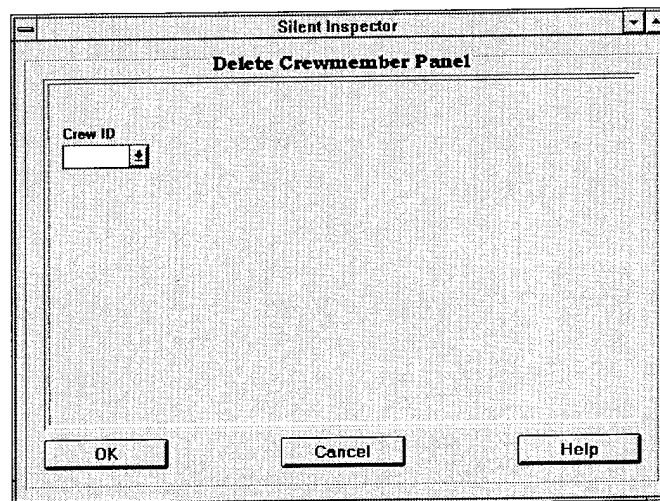 Silent Inspector
Delete Crewmember Panel
Crew ID
OK
Cancel
Help